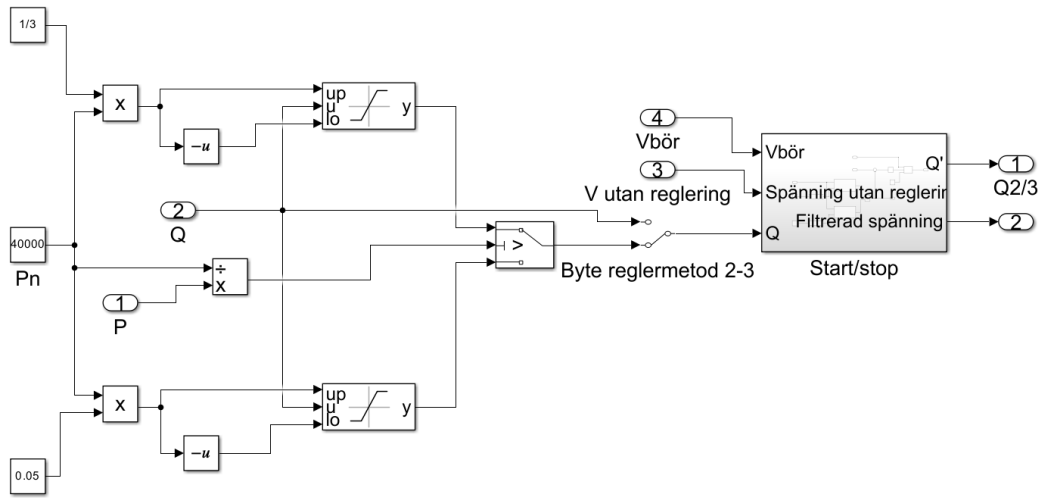 1/3
x
-u
up
u
lo
y
4
Vbör
3
V utan reglering
Vbör
Q'
Spänning utan reglerir
Filtrerad spänning
Q
Start/stop
1
Q2/3
2
2
Q
40000
Pn
÷
x
1
P
>
Byte reglermetod 2-3
x
-u
up
u
lo
y
0.05